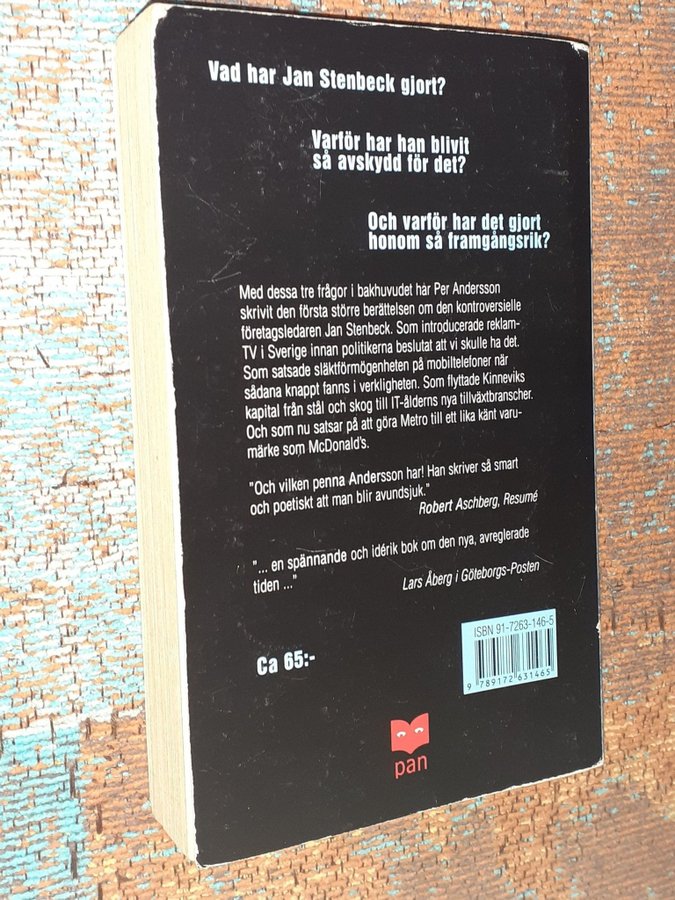 Vad har Jan Stenbeck gjort?
Varför har han blivit
så avskydd för det?
Och varför har det gjort
honom så framgångsrik?
Med dessa tre frågor i bakhuvudet har Per Andersson
skrivit den första större berättelsen om den kontroversielle
företagsledaren Jan Stenbeck. Som introducerade reklam-
TV i Sverige innan politikerna beslutat att vi skulle ha det.
Som satsade släktförmögenheten på mobiltelefoner när
sådana knappt fanns i verkligheten. Som flyttade Kinneviks
kapital från stål och skog till IT-ålderns nya tillväxtbranscher.
Och som nu satsar på att göra Metro till ett lika känt varu-
märke som McDonald's.
"Och vilken penna Andersson har! Han skriver så smart
och poetiskt att man blir avundsjuk."
Robert Aschberg, Resumé
"... en spännande och idérik bok om den nya, avreglerade
tiden ..."
Lars Åberg i Göteborgs-Posten
Ca 65:-
ISBN 91-7263-146-5
9 789172 631465
pan